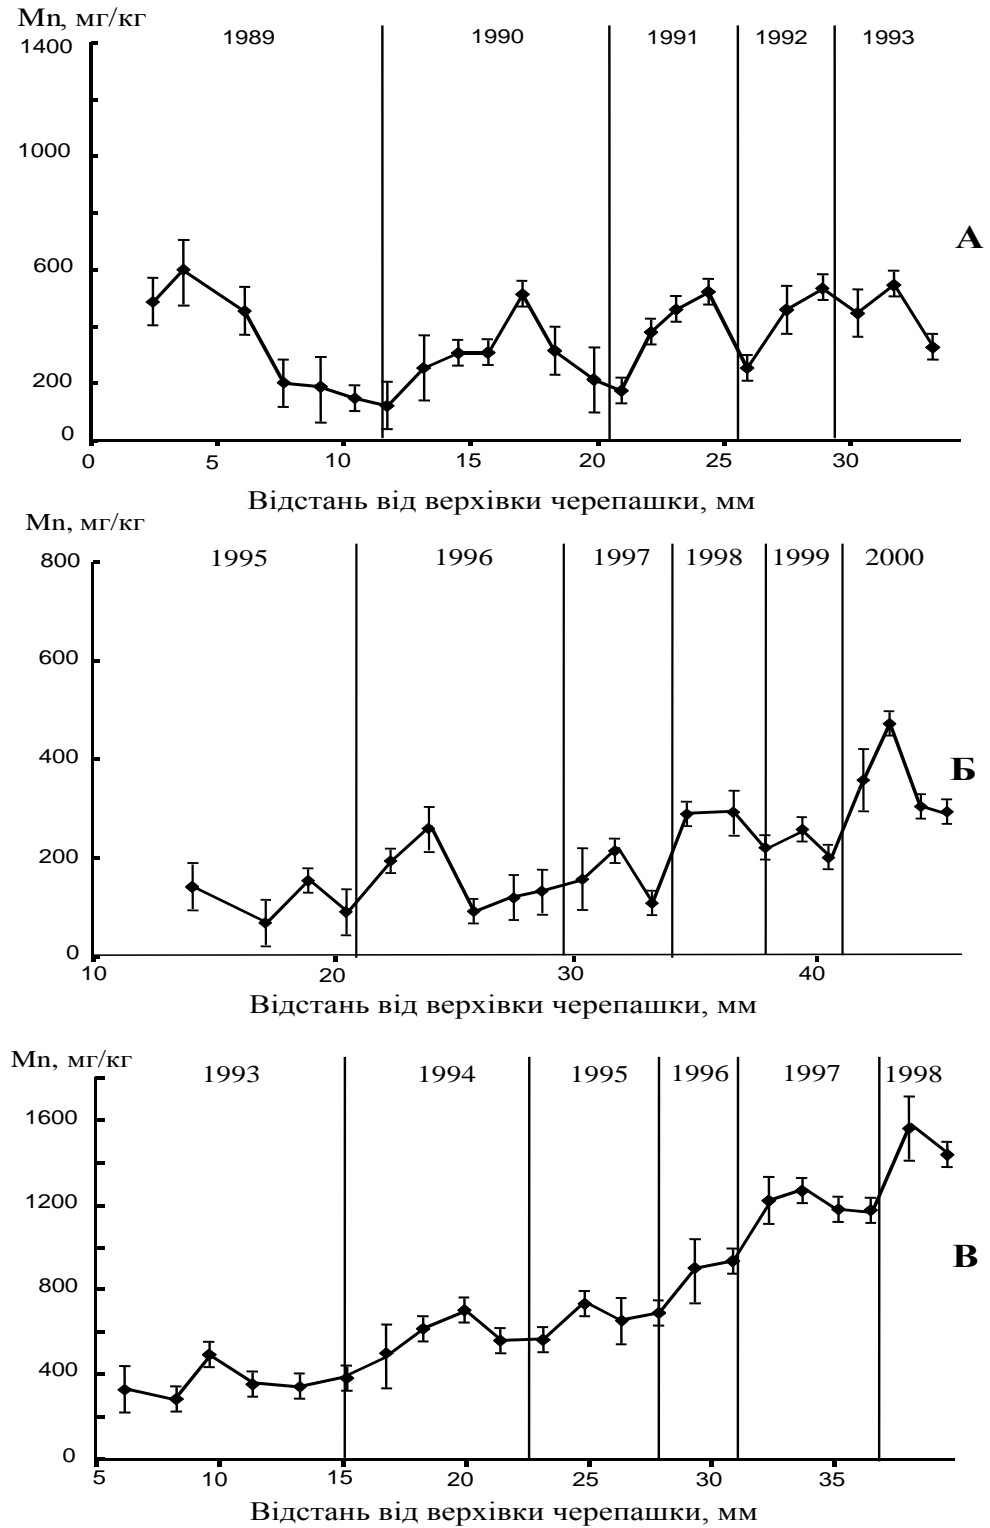 Mn, мг/кг
1989 1990 1991 1992 1993
1400
1000
600
200
0
А
0 5 10 15 20 25 30
Відстань від верхівки черепашки, мм
Mn, мг/кг
1995 1996 1997 1998 1999 2000
800
600
400
200
0
Б
10 20 30 40
Відстань від верхівки черепашки, мм
Mn, мг/кг
1993 1994 1995 1996 1997 1998
1600
1200
800
400
0
В
5 10 15 20 25 30 35
Відстань від верхівки черепашки, мм